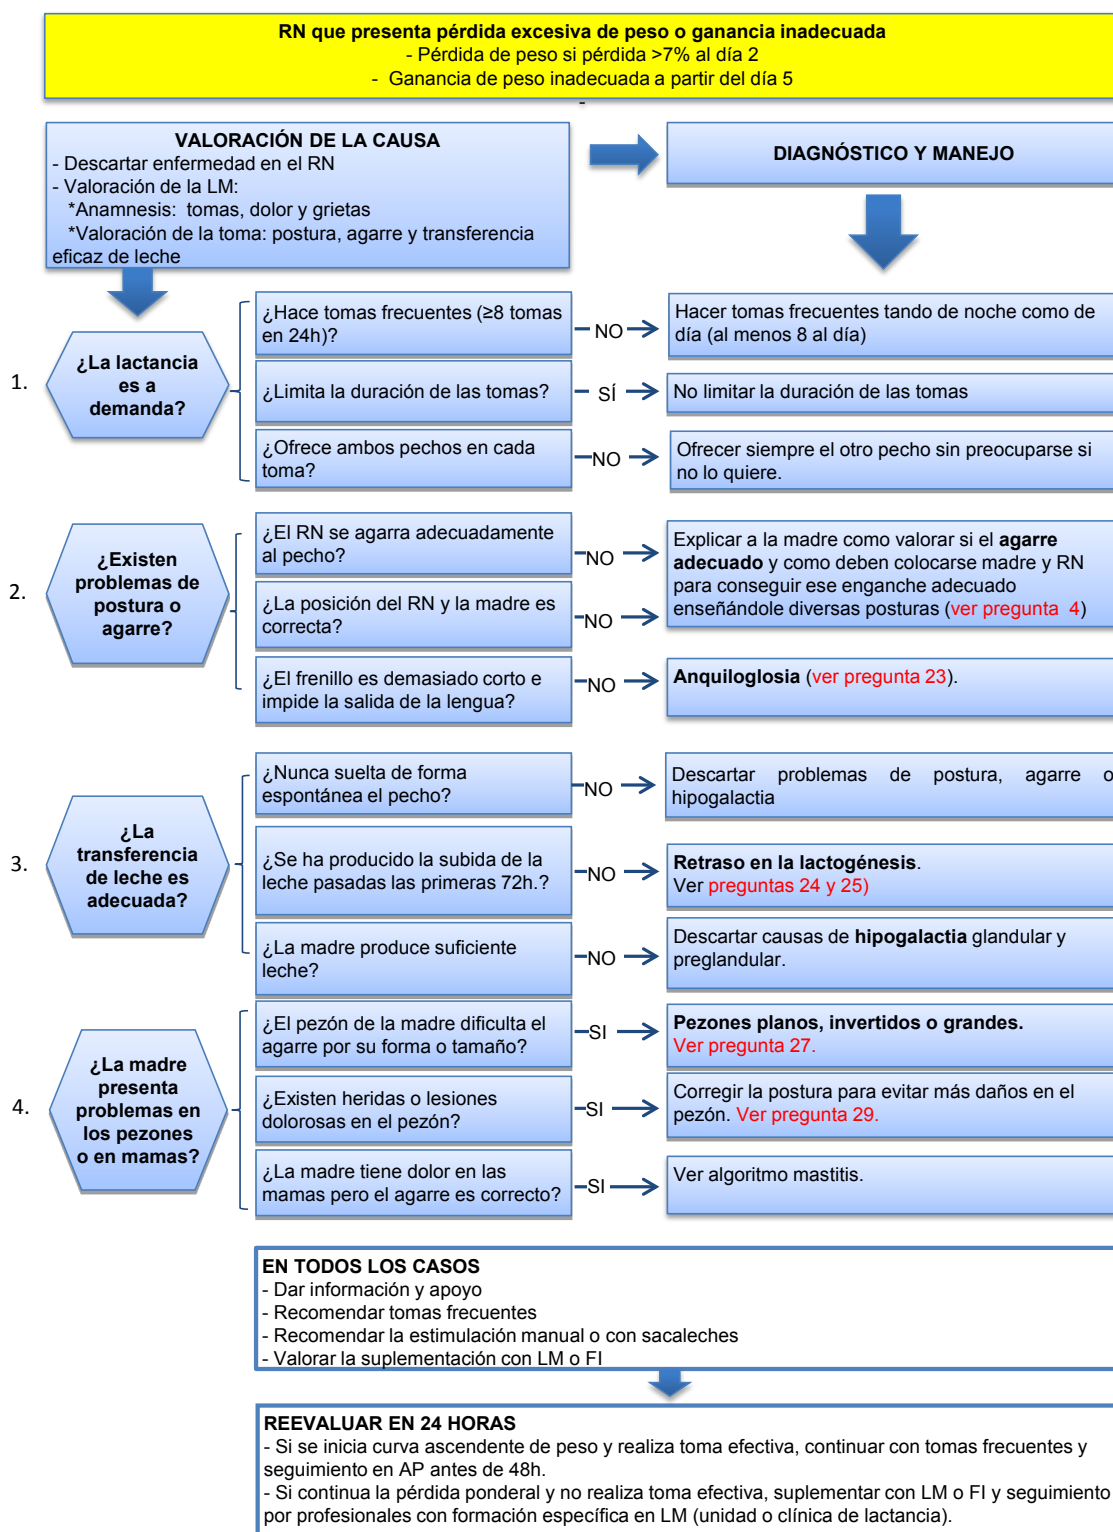 RN que presenta pérdida excesiva de peso o ganancia inadecuada
- Pérdida de peso si pérdida >7% al día 2
- Ganancia de peso inadecuada a partir del día 5
-
VALORACIÓN DE LA CAUSA
- Descartar enfermedad en el RN
- Valoración de la LM:
*Anamnesis: tomas, dolor y grietas
*Valoración de la toma: postura, agarre y transferencia
eficaz de leche
DIAGNÓSTICO Y MANEJO
1.
¿La lactancia
es a
demanda?
¿Hace tomas frecuentes (≥8 tomas
en 24h)?
NO
Hacer tomas frecuentes tando de noche como de
día (al menos 8 al día)
¿Limita la duración de las tomas?
SÍ
No limitar la duración de las tomas
¿Ofrece ambos pechos en cada
toma?
NO
Ofrecer siempre el otro pecho sin preocuparse si
no lo quiere.
2.
¿Existen
problemas de
postura o
agarre?
¿El RN se agarra adecuadamente
al pecho?
NO
¿La posición del RN y la madre es
correcta?
NO
Explicar a la madre como valorar si el agarre
adecuado y como deben colocarse madre y RN
para conseguir ese enganche adecuado
enseñándole diversas posturas (ver pregunta 4)
¿El frenillo es demasiado corto e
impide la salida de la lengua?
NO
Anquiloglosia (ver pregunta 23).
3.
¿La
transferencia
de leche es
adecuada?
¿Nunca suelta de forma
espontánea el pecho?
NO
Descartar problemas de postura, agarre o
hipogalactia
¿Se ha producido la subida de la
leche pasadas las primeras 72h.?
NO
Retraso en la lactogénesis.
Ver preguntas 24 y 25)
¿La madre produce suficiente
leche?
NO
Descartar causas de hipogalactia glandular y
preglandular.
4.
¿La madre
presenta
problemas en
los pezones
o en mamas?
¿El pezón de la madre dificulta el
agarre por su forma o tamaño?
SI
Pezones planos, invertidos o grandes.
Ver pregunta 27.
¿Existen heridas o lesiones
dolorosas en el pezón?
SI
Corregir la postura para evitar más daños en el
pezón. Ver pregunta 29.
¿La madre tiene dolor en las
mamas pero el agarre es correcto?
SI
Ver algoritmo mastitis.
EN TODOS LOS CASOS
- Dar información y apoyo
- Recomendar tomas frecuentes
- Recomendar la estimulación manual o con sacaleches
- Valorar la suplementación con LM o FI
REEVALUAR EN 24 HORAS
- Si se inicia curva ascendente de peso y realiza toma efectiva, continuar con tomas frecuentes y
seguimiento en AP antes de 48h.
- Si continua la pérdida ponderal y no realiza toma efectiva, suplementar con LM o FI y seguimiento
por profesionales con formación específica en LM (unidad o clínica de lactancia).